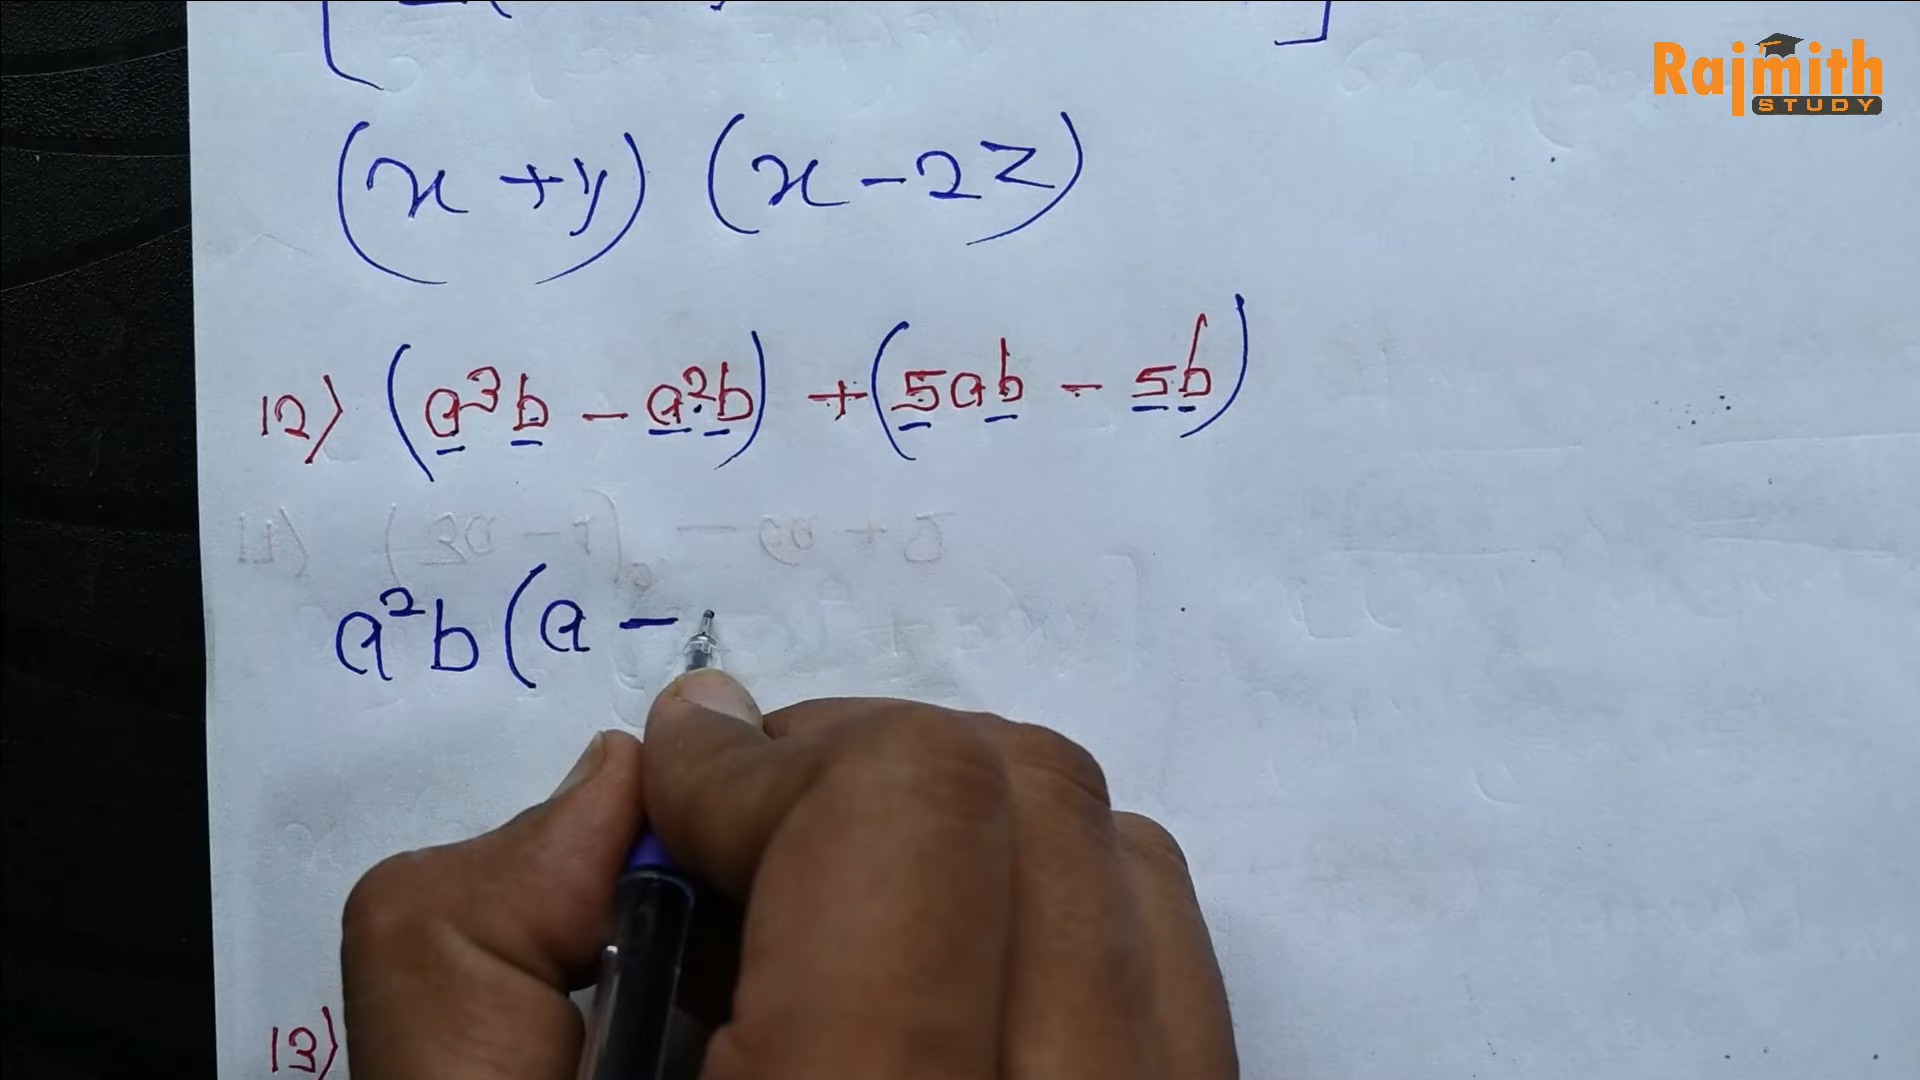 Rajmith
STUDY
(x + y) (x - 2z)
12) (a³b - a²b) + (5ab - 5b)
a²b (a -
13)